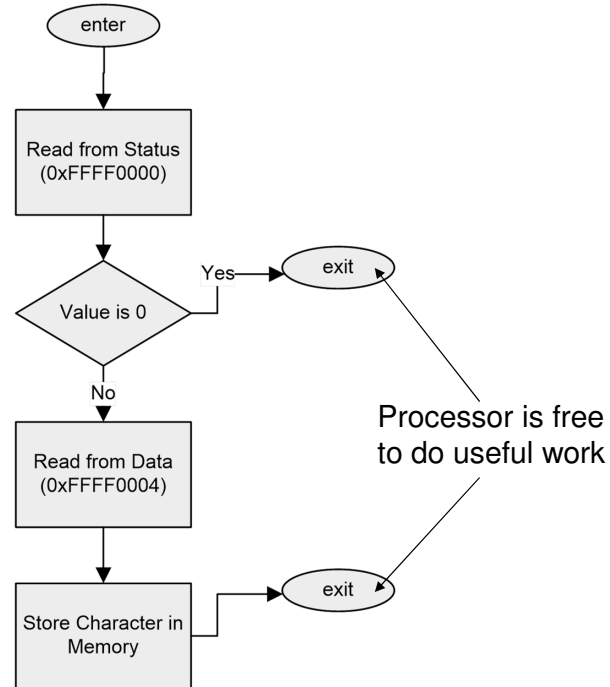 enter
Read from Status
(0xFFFF0000)
Yes
exit
Value is 0
No
Processor is free
to do useful work
Read from Data
(0xFFFF0004)
exit
Store Character in
Memory